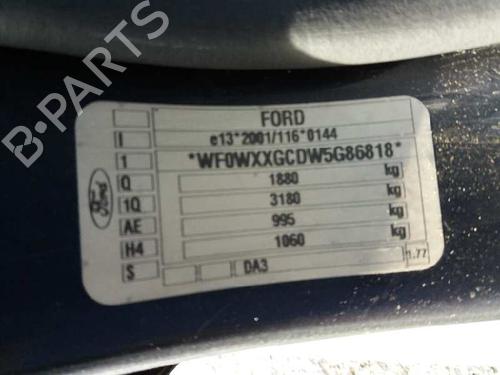 FORD
I e13*2001/116*0144
1 *WF0WXXGCDW5G86818*
Q 1880 kg
1Q 3180 kg
AE 995 kg
H4 1060 kg
S DA3 1.77
Ford
B-PARTS